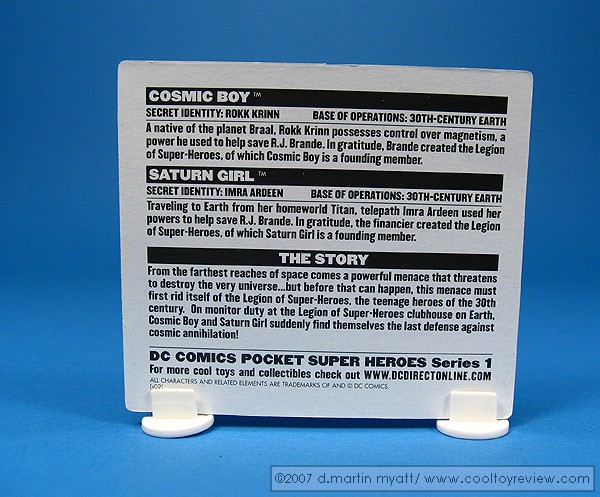 COSMIC BOY ™
SECRET IDENTITY: ROKK KRINN BASE OF OPERATIONS: 30TH-CENTURY EARTH
A native of the planet Braal, Rokk Krinn possesses control over magnetism, a
power he used to help save R.J. Brande. In gratitude, Brande created the Legion
of Super-Heroes, of which Cosmic Boy is a founding member.
SATURN GIRL ™
SECRET IDENTITY: IMRA ARDEEN BASE OF OPERATIONS: 30TH-CENTURY EARTH
Traveling to Earth from her homeworld Titan, telepath Imra Ardeen used her
powers to help save R.J. Brande. In gratitude, the financier created the Legion
of Super-Heroes, of which Saturn Girl is a founding member.
THE STORY
From the farthest reaches of space comes a powerful menace that threatens
to destroy the very universe...but before that can happen, this menace must
first rid itself of the Legion of Super-Heroes, the teenage heroes of the 30th
century. On monitor duty at the Legion of Super-Heroes clubhouse on Earth,
Cosmic Boy and Saturn Girl suddenly find themselves the last defense against
cosmic annihilation!
DC COMICS POCKET SUPER HEROES Series 1
For more cool toys and collectibles check out WWW.DCDIRECTONLINE.COM
ALL CHARACTERS AND RELATED ELEMENTS ARE TRADEMARKS OF AND © DC COMICS.
(s02)
©2007 d.martin myatt/ www.cooltoyreview.com